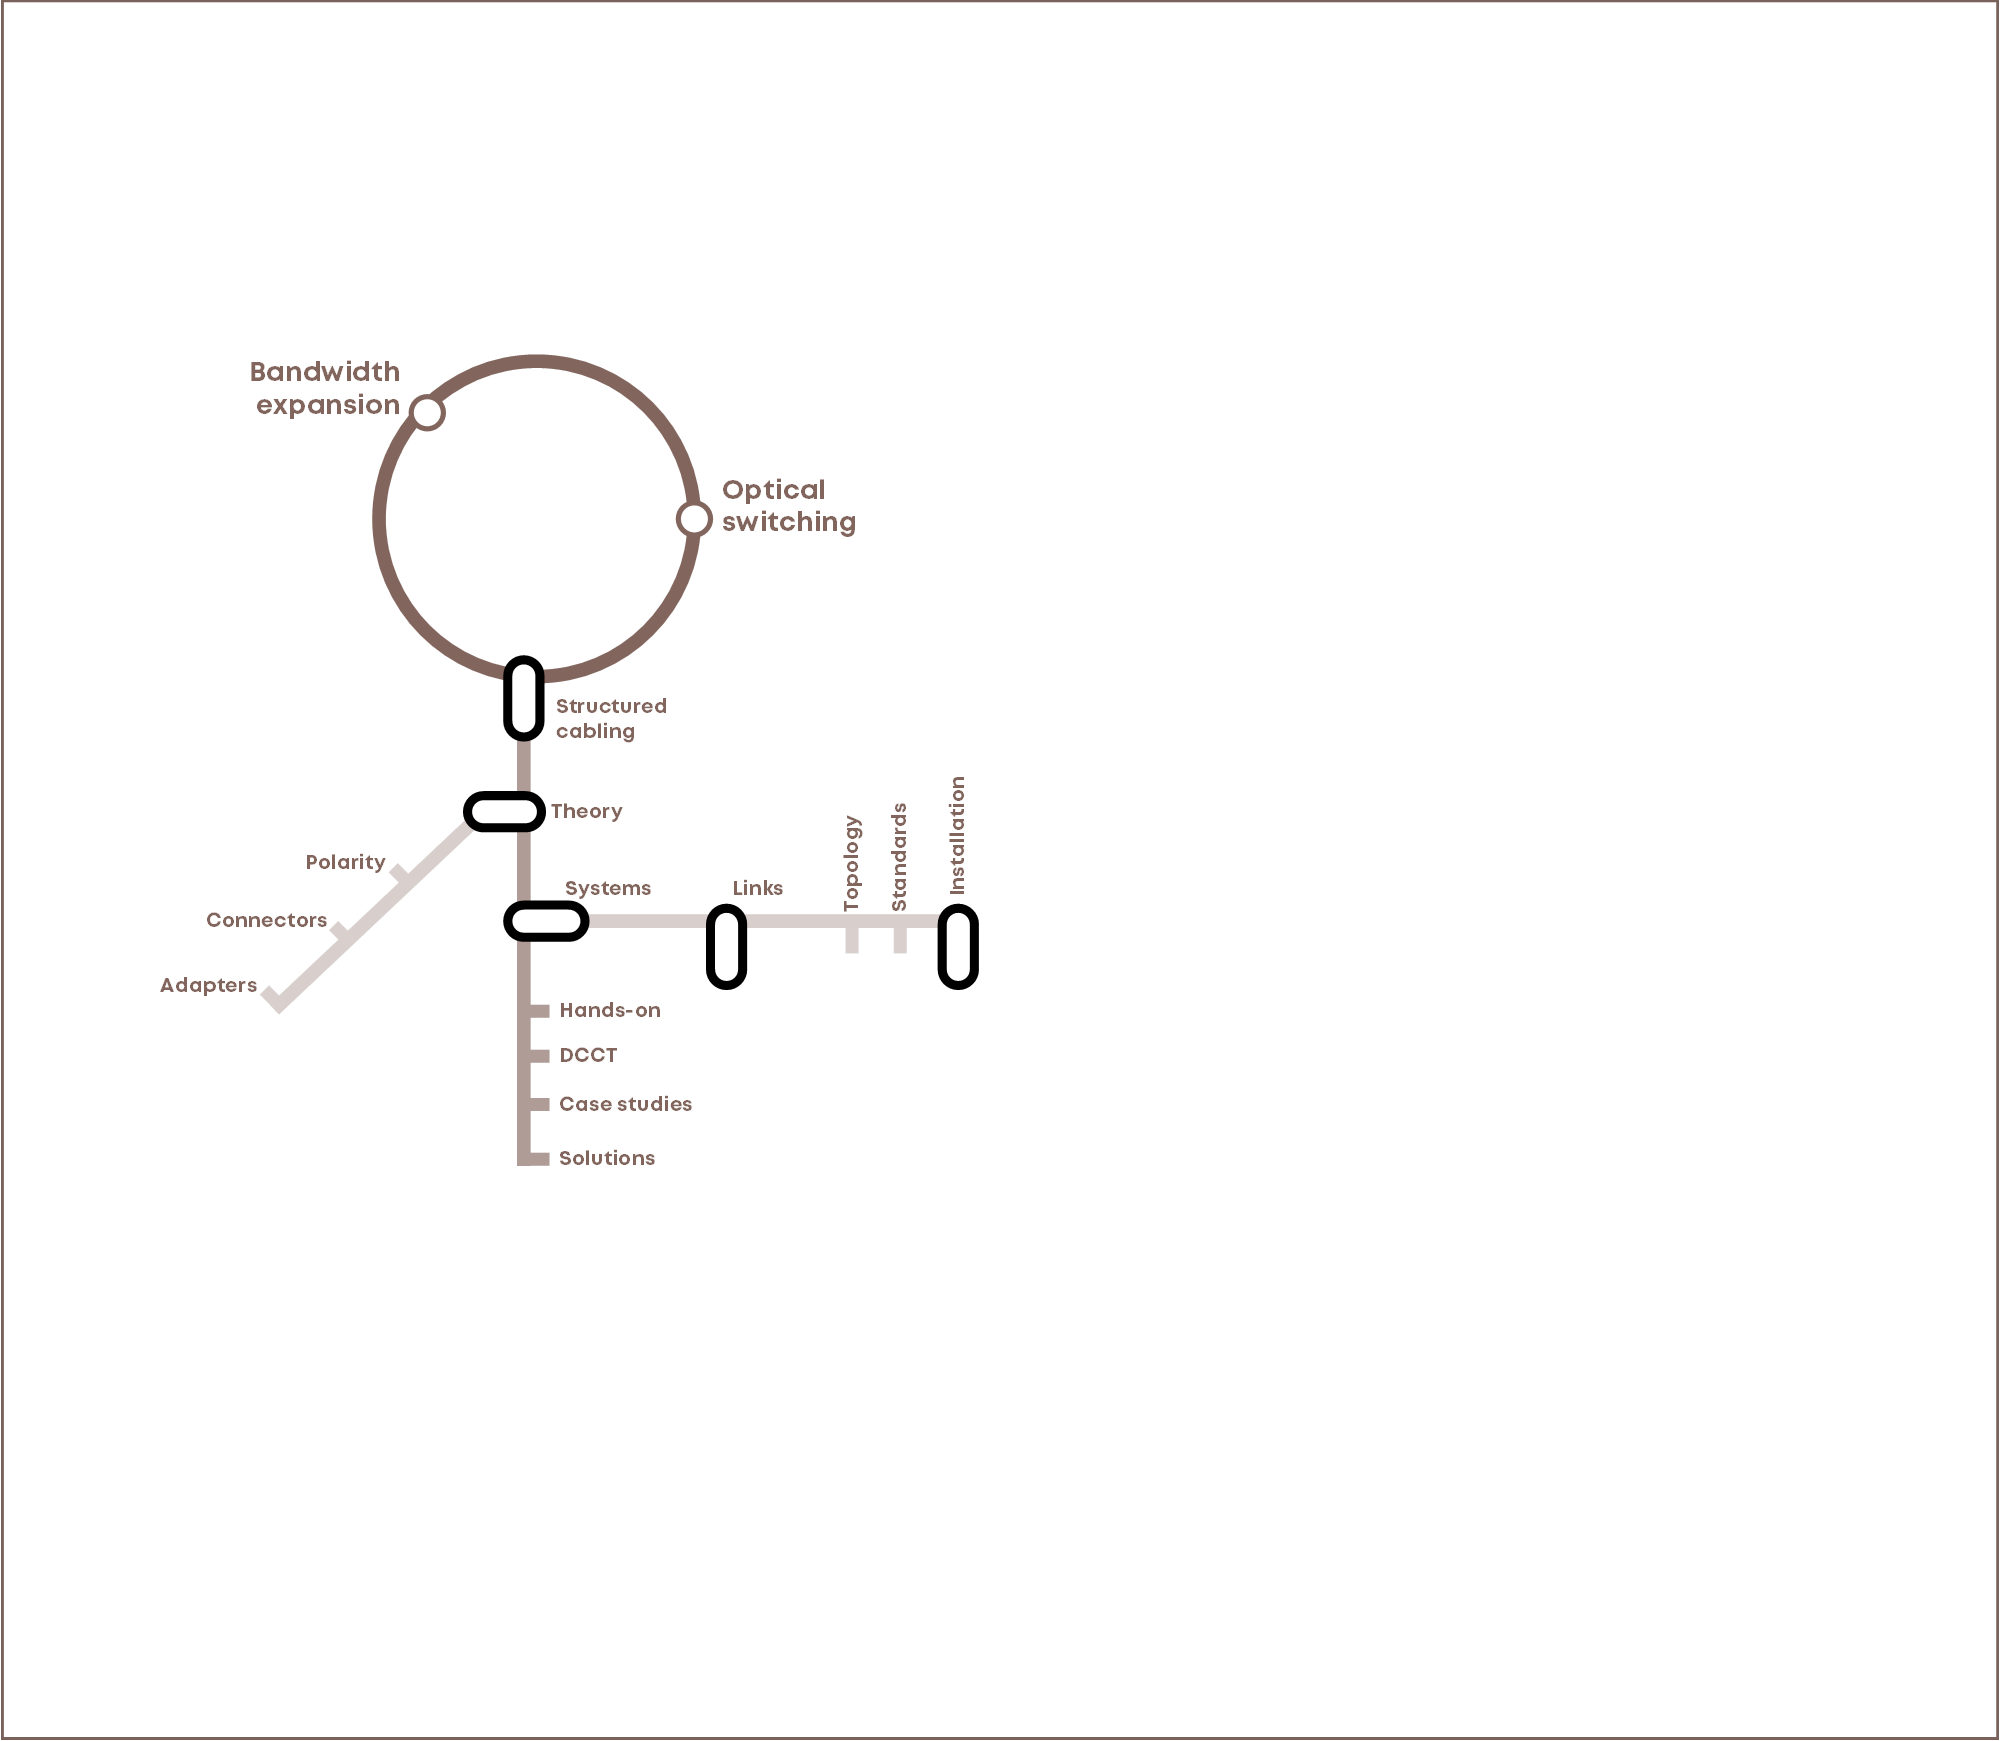 Bandwidth
expansion
Optical
switching
Structured
cabling
Theory
Polarity
Connectors
Adapters
Systems
Links
Topology
Standards
Installation
Hands-on
DCCT
Case studies
Solutions